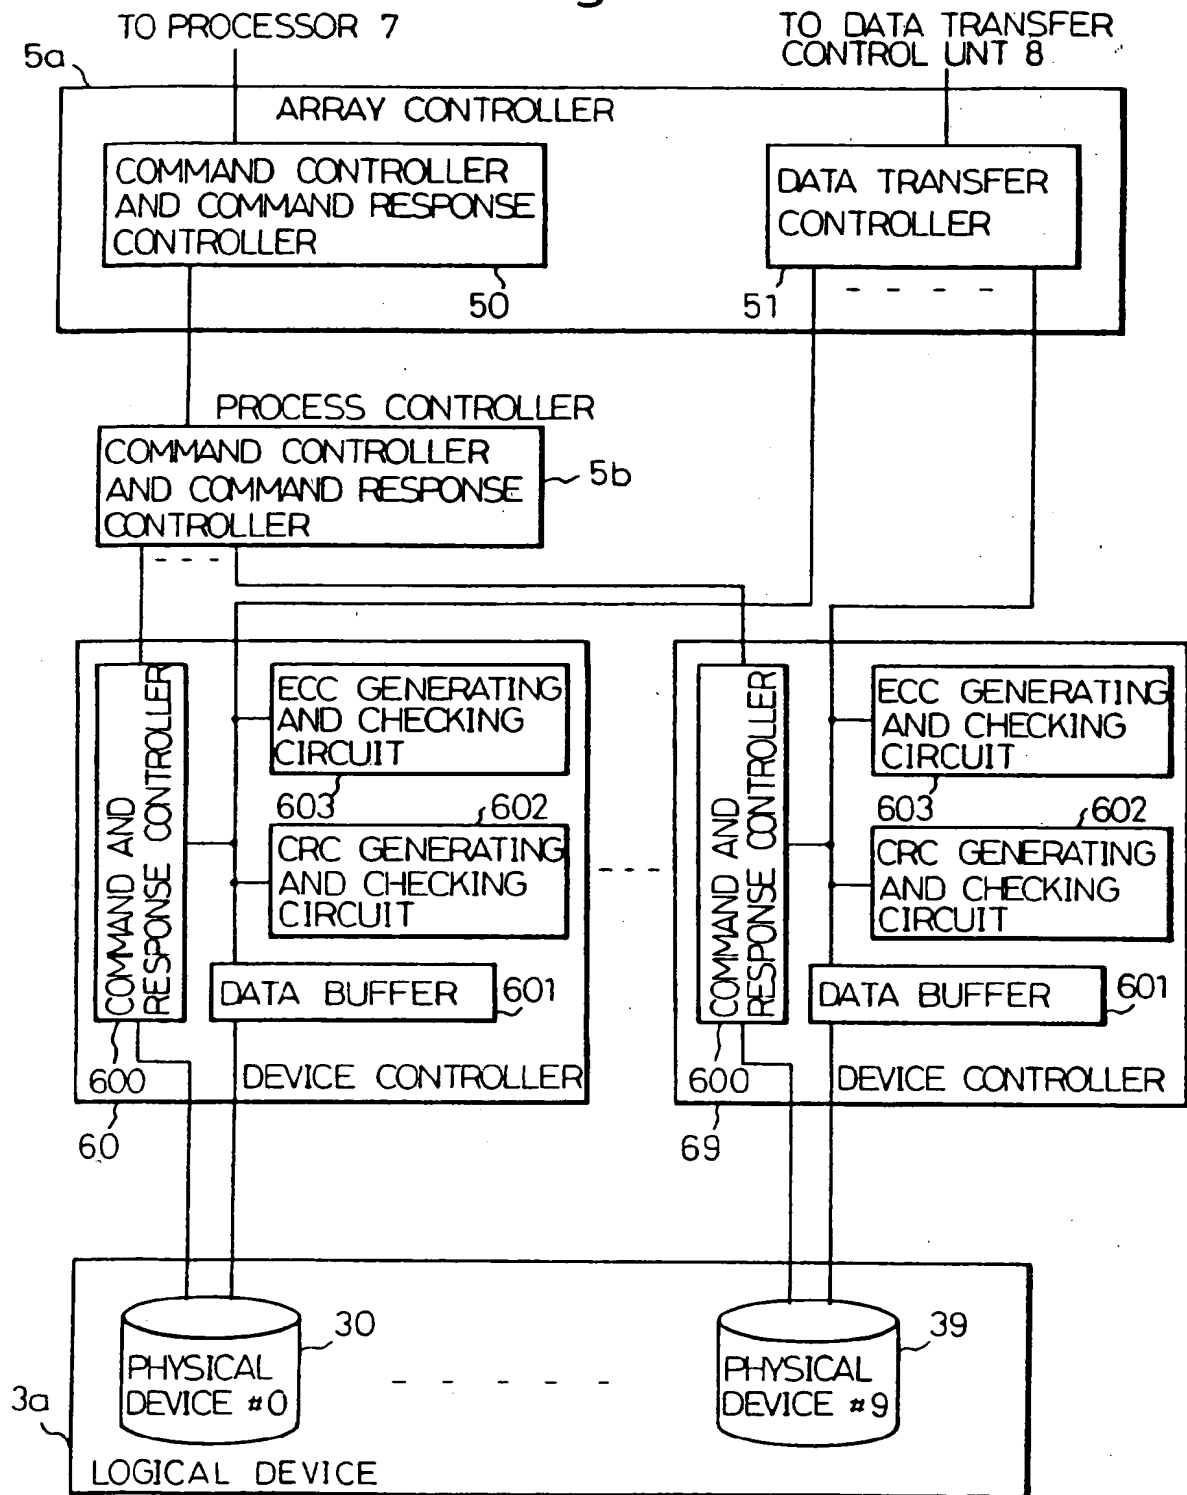 TO PROCESSOR 7
TO DATA TRANSFER
CONTROL UNT 8
5a
ARRAY CONTROLLER
COMMAND CONTROLLER
AND COMMAND RESPONSE
CONTROLLER
50
DATA TRANSFER
CONTROLLER
51
- - - -
PROCESS CONTROLLER
COMMAND CONTROLLER
AND COMMAND RESPONSE
CONTROLLER
5b
COMMAND AND
RESPONSE CONTROLLER
ECC GENERATING
AND CHECKING
CIRCUIT
603
602
CRC GENERATING
AND CHECKING
CIRCUIT
DATA BUFFER
601
600
DEVICE CONTROLLER
60
COMMAND AND
RESPONSE CONTROLLER
ECC GENERATING
AND CHECKING
CIRCUIT
603
602
CRC GENERATING
AND CHECKING
CIRCUIT
DATA BUFFER
601
600
DEVICE CONTROLLER
69
30
PHYSICAL
DEVICE #0
39
PHYSICAL
DEVICE #9
3a
LOGICAL DEVICE